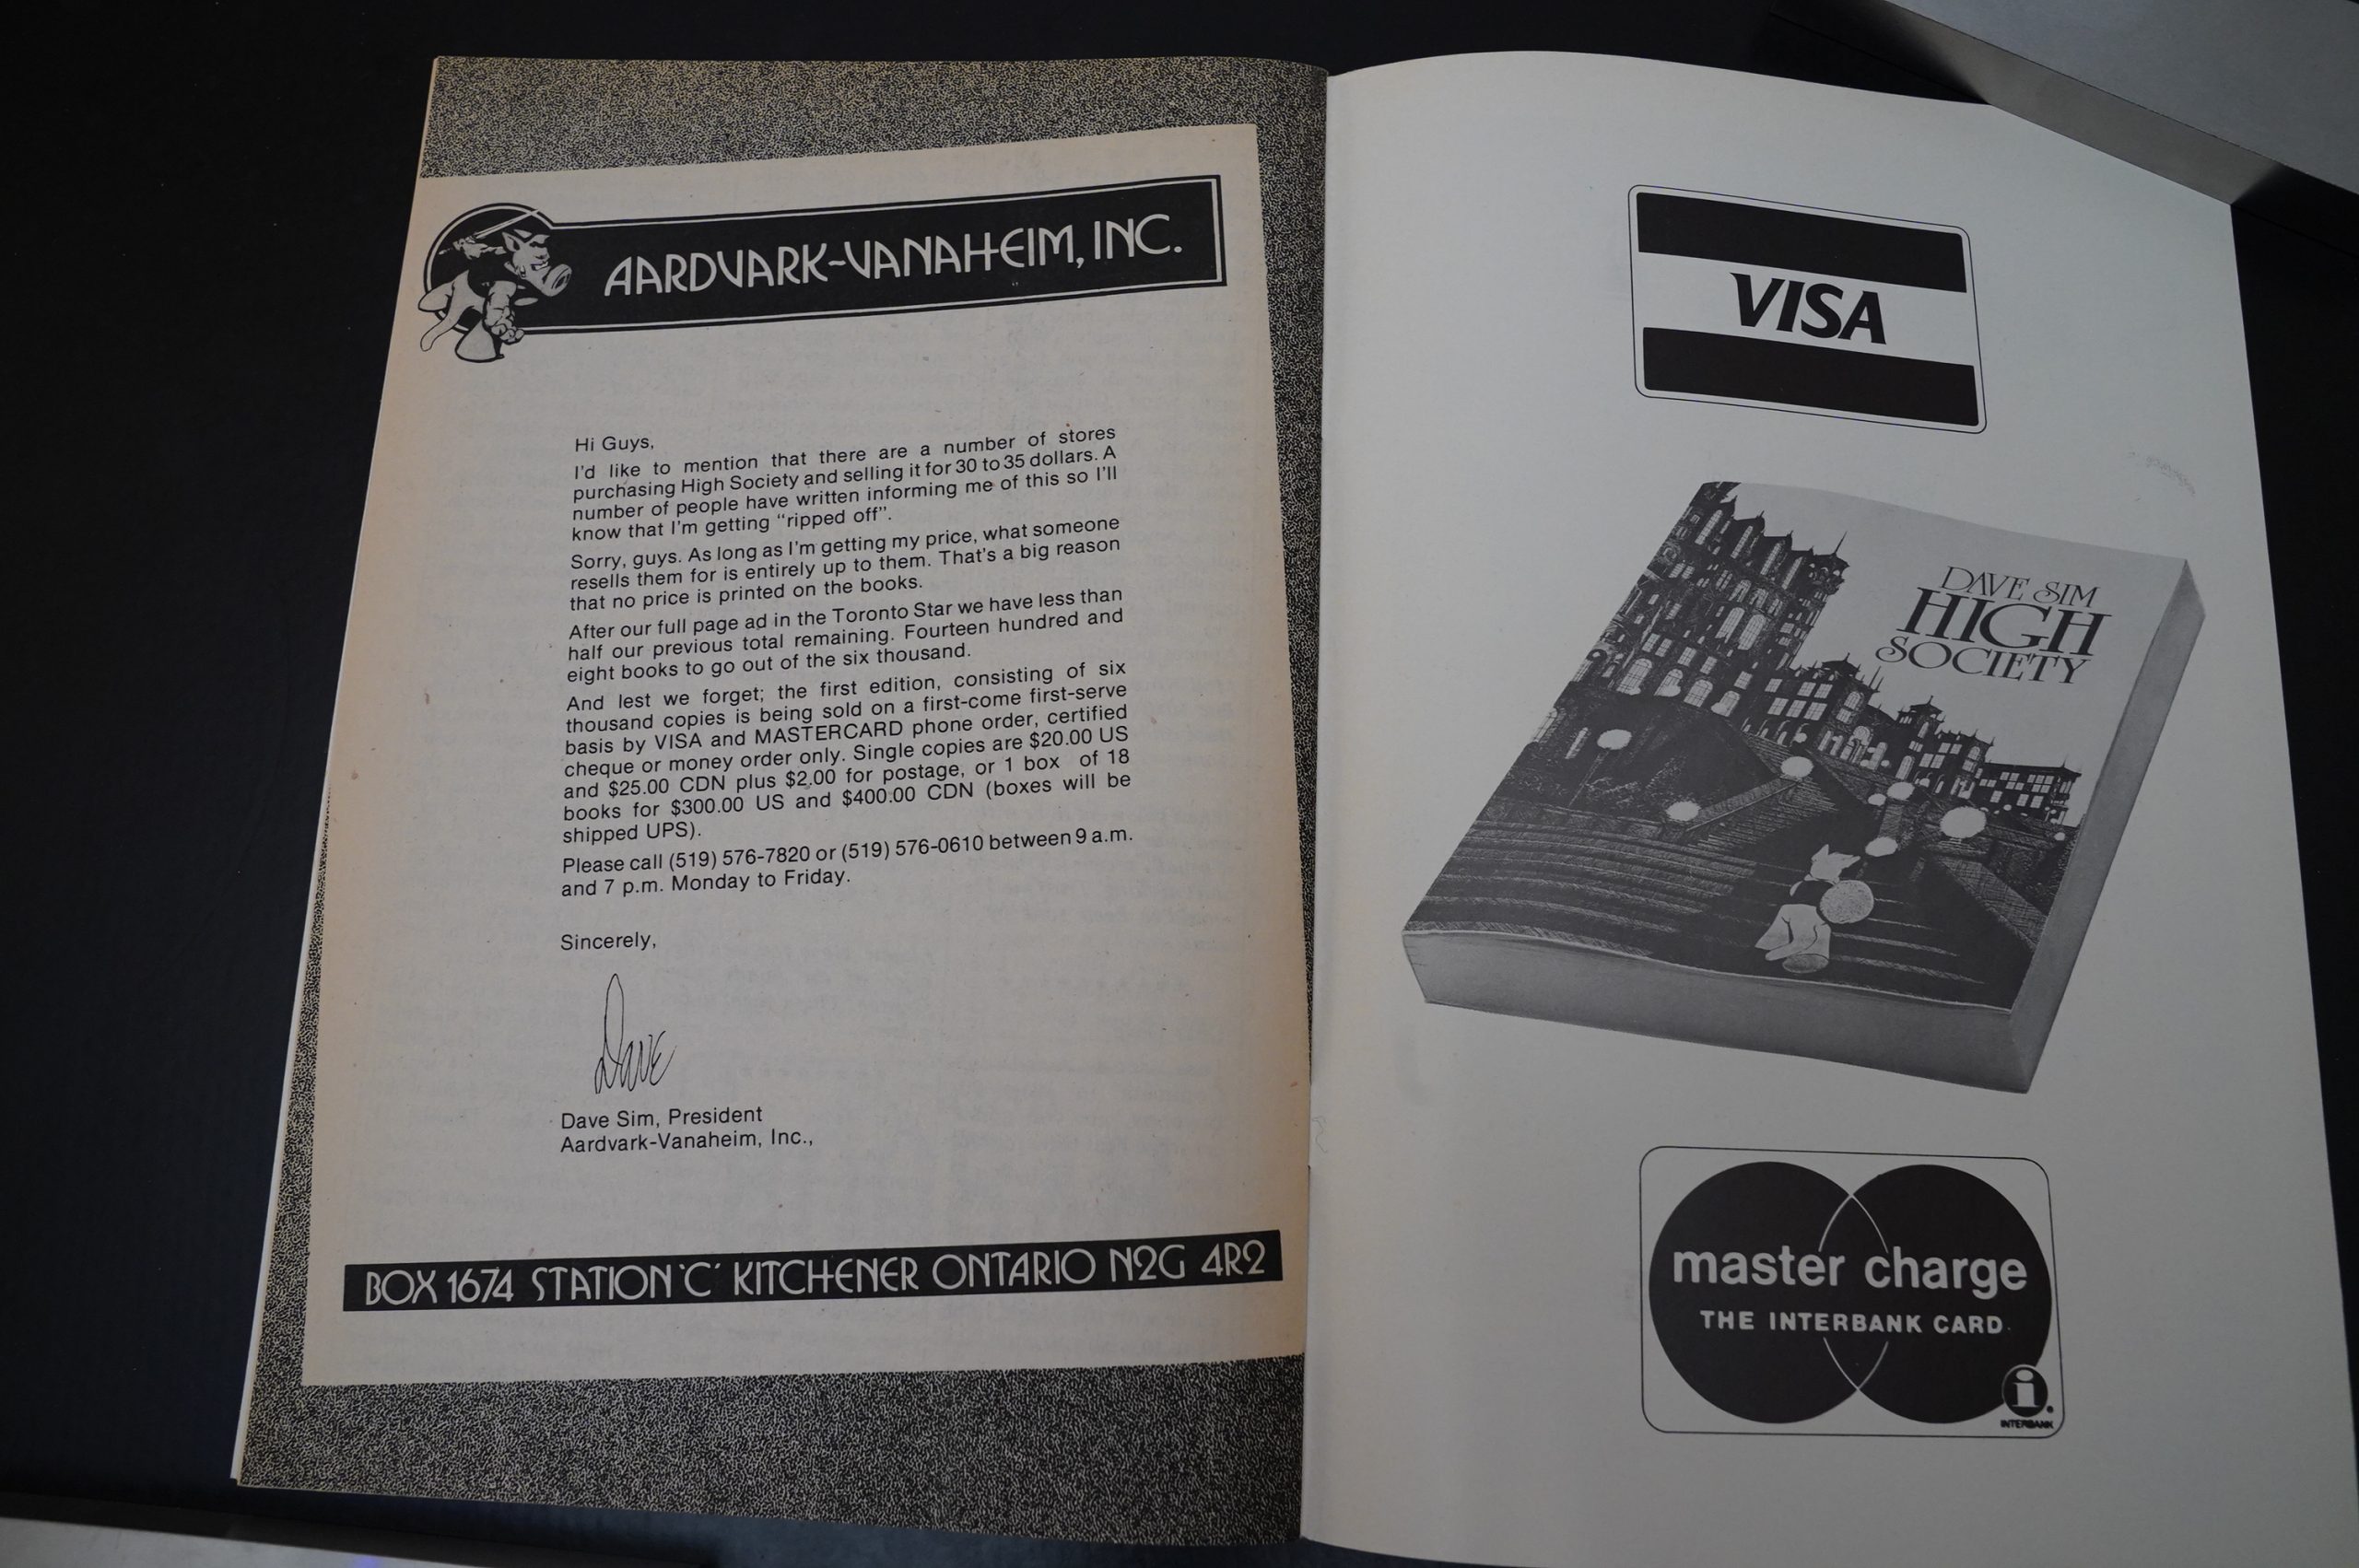 AARDVARK-VANAHEIM, INC.
Hi Guys,
I'd like to mention that there are a number of stores
purchasing High Society and selling it for 30 to 35 dollars. A
number of people have written informing me of this so I'll
know that I'm getting "ripped off".
Sorry, guys. As long as I'm getting my price, what someone
resells them for is entirely up to them. That's a big reason
that no price is printed on the books.
After our full page ad in the Toronto Star we have less than
half our previous total remaining. Fourteen hundred and
eight books to go out of the six thousand.
And lest we forget; the first edition, consisting of six
thousand copies is being sold on a first-come first-serve
basis by VISA and MASTERCARD phone order, certified
cheque or money order only. Single copies are $20.00 US
and $25.00 CDN plus $2.00 for postage, or 1 box of 18
books for $300.00 US and $400.00 CDN (boxes will be
shipped UPS).
Please call (519) 576-7820 or (519) 576-0610 between 9 a.m.
and 7 p.m. Monday to Friday.
Sincerely,
Dave
Dave Sim, President
Aardvark-Vanaheim, Inc.,
BOX 1674 STATION 'C' KITCHENER ONTARIO N2G 4R2
VISA
DAVE SIM
HIGH
SOCIETY
master charge
THE INTERBANK CARD
i
INTERBANK